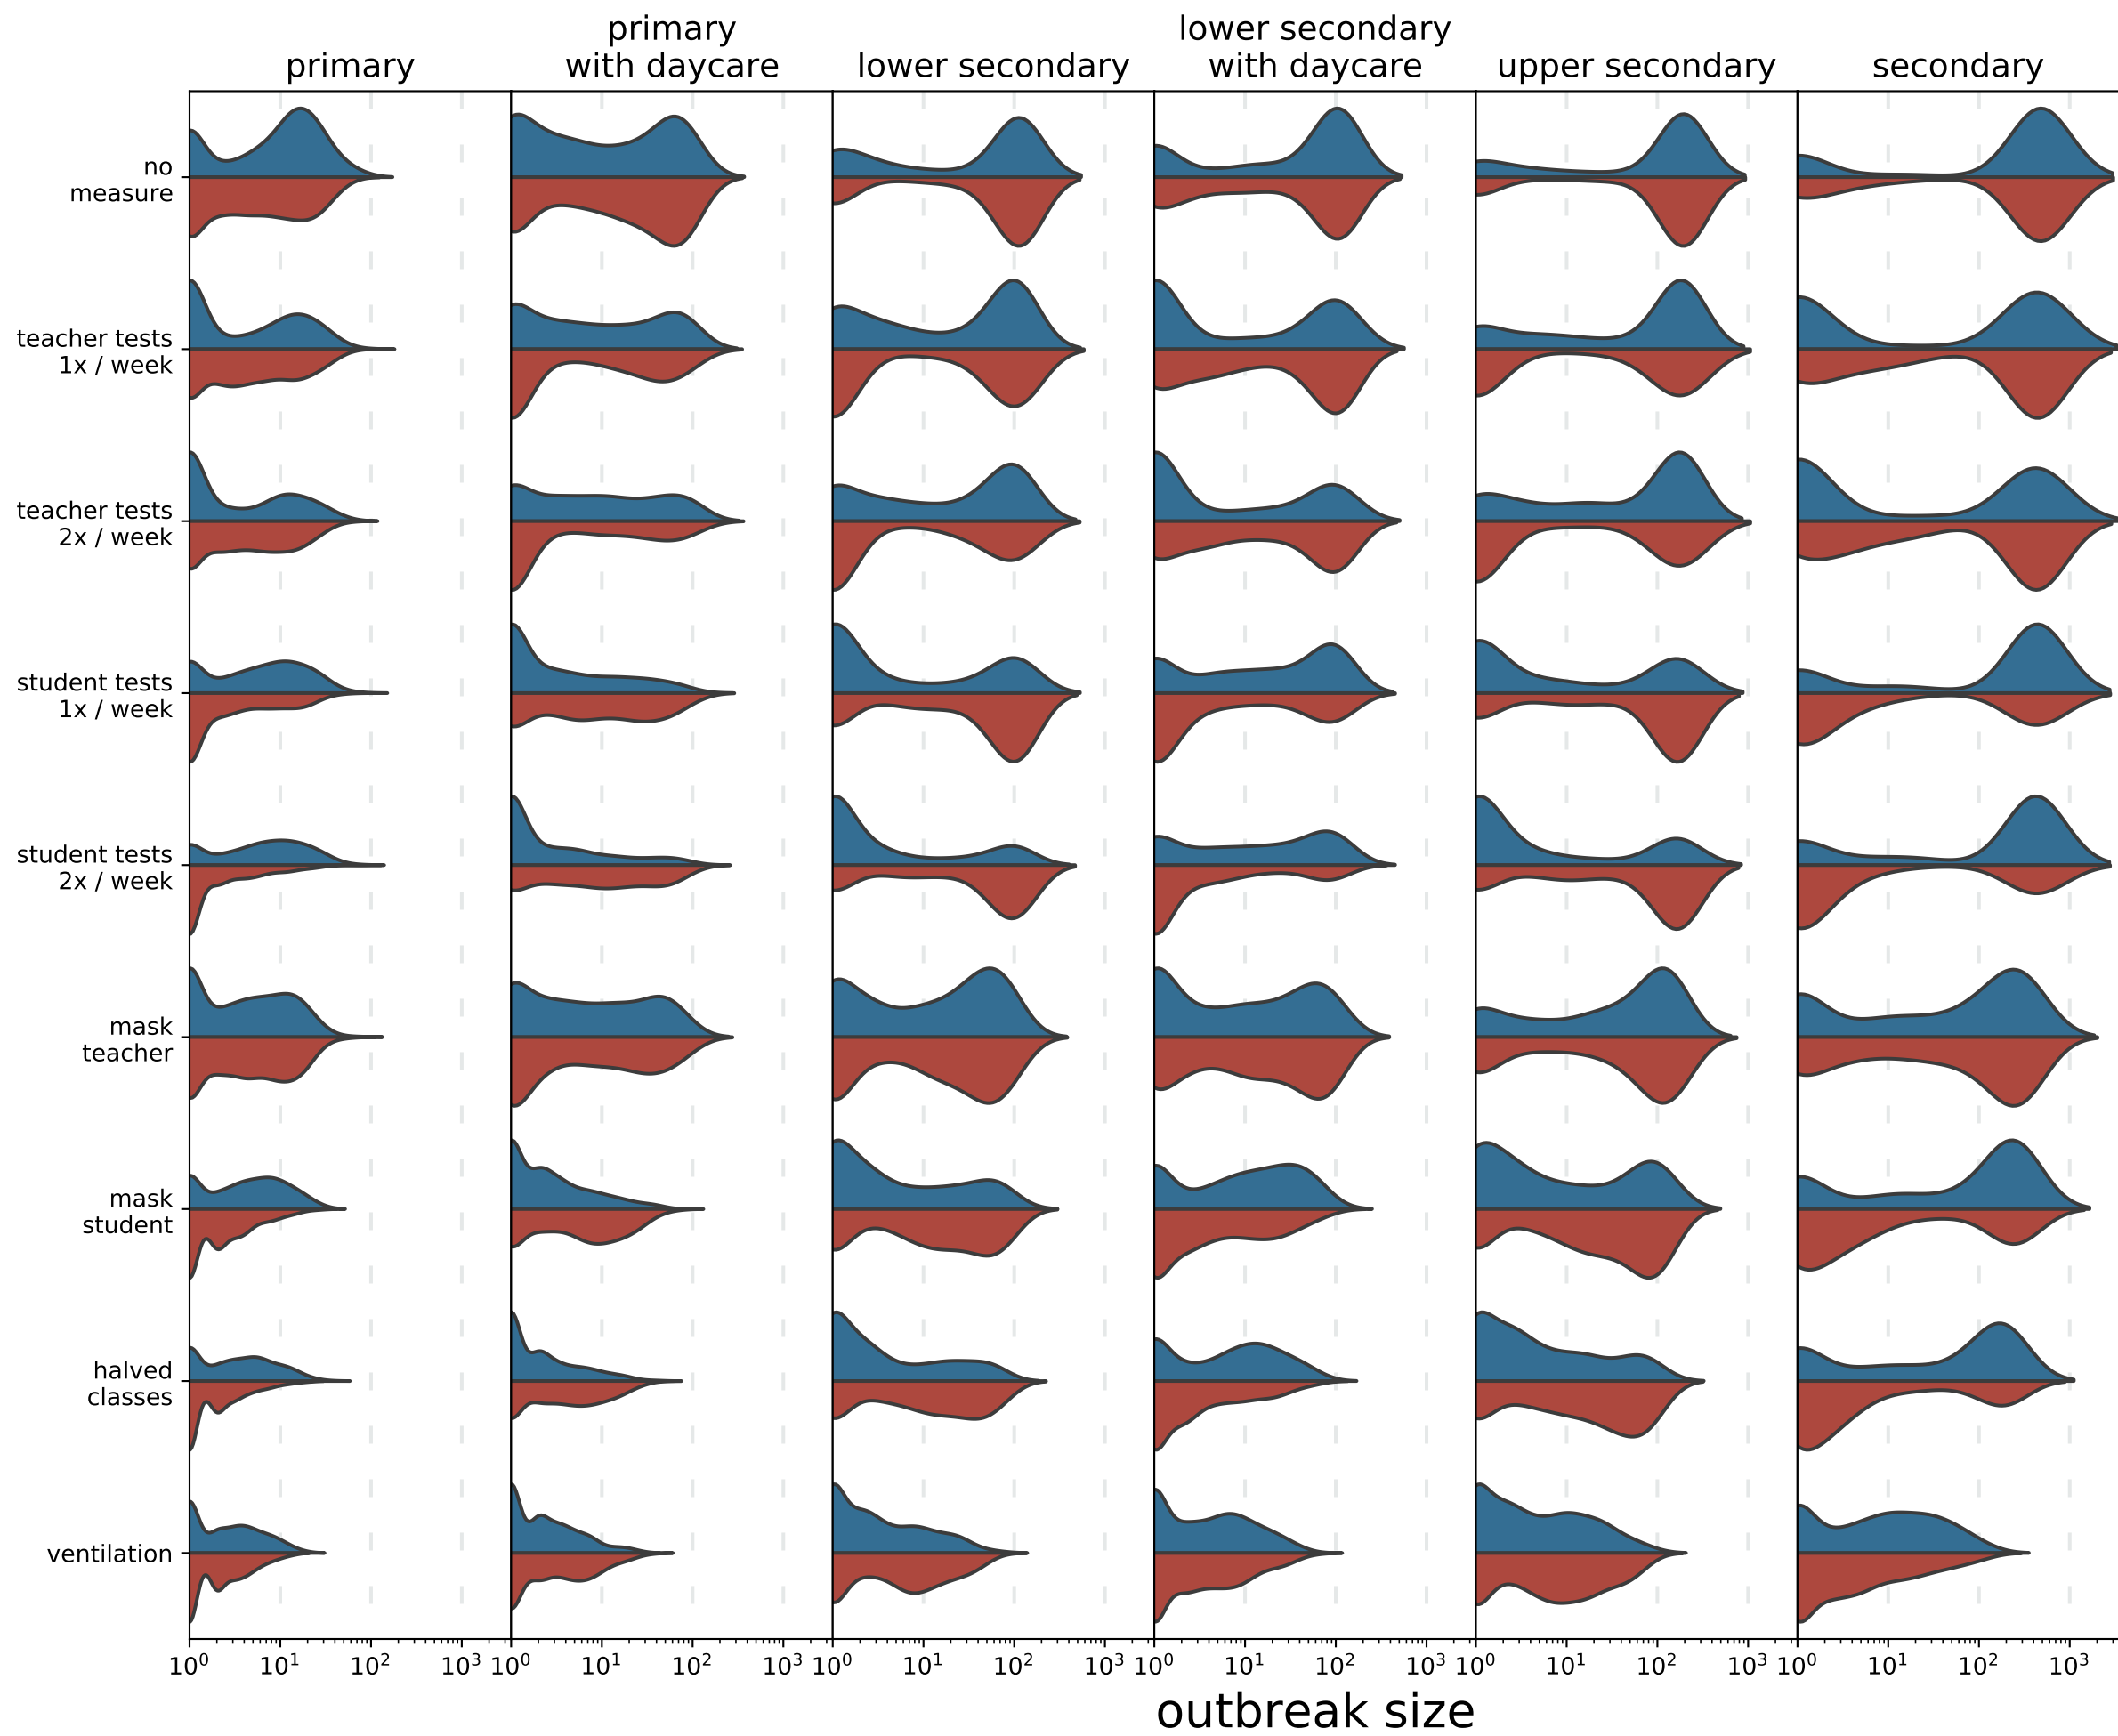 primary
primary
with daycare
lower secondary
lower secondary
with daycare
upper secondary
secondary
no
measure
teacher tests
1x / week
teacher tests
2x / week
student tests
1x / week
student tests
2x / week
mask
teacher
mask
student
halved
classes
ventilation
10⁰ 10¹ 10² 10³ 10⁰ 10¹ 10² 10³ 10⁰ 10¹ 10² 10³ 10⁰ 10¹ 10² 10³ 10⁰ 10¹ 10² 10³ 10⁰ 10¹ 10² 10³
outbreak size